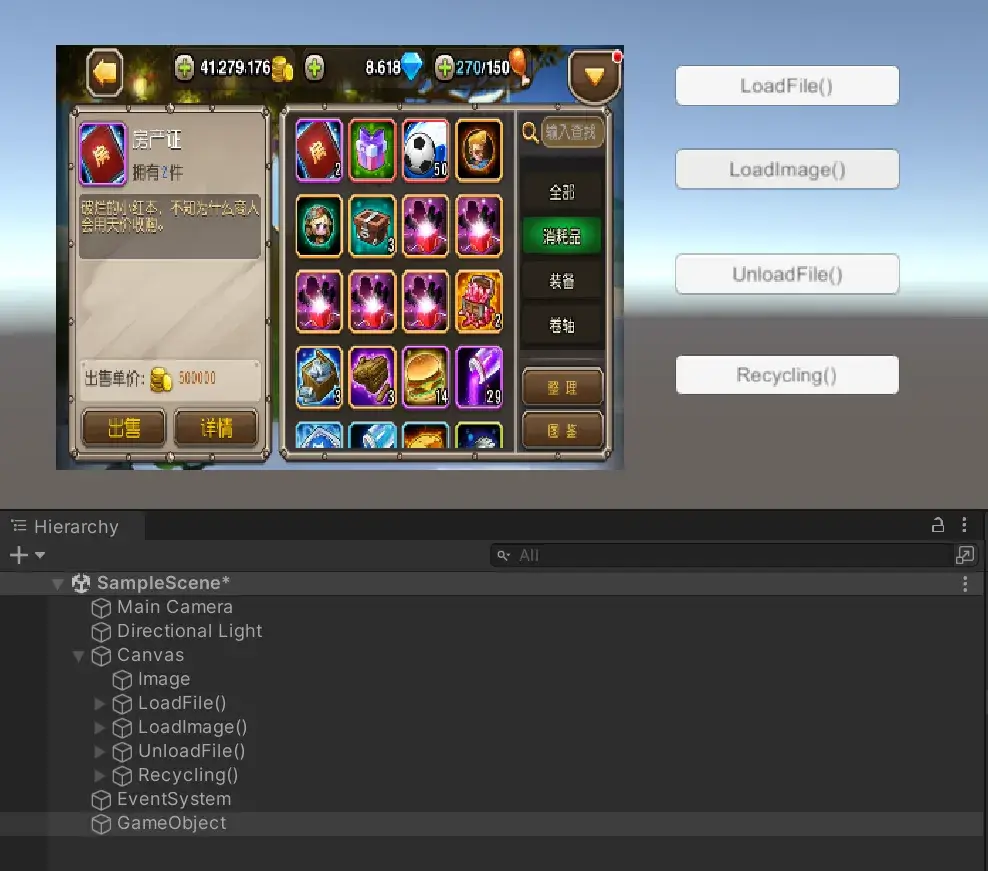 41.279.176
8.618
270/150
房产证
拥有2件
破烂的小红本，不知为什么商人
会用天价收购。
出售单价:
500000
出售
详情
2
50
3
2
3
3
14
29
输入查找
全部
消耗品
装备
卷轴
整理
图鉴
LoadFile()
LoadImage()
UnloadFile()
Recycling()
Hierarchy
All
SampleScene*
Main Camera
Directional Light
Canvas
Image
LoadFile()
LoadImage()
UnloadFile()
Recycling()
EventSystem
GameObject